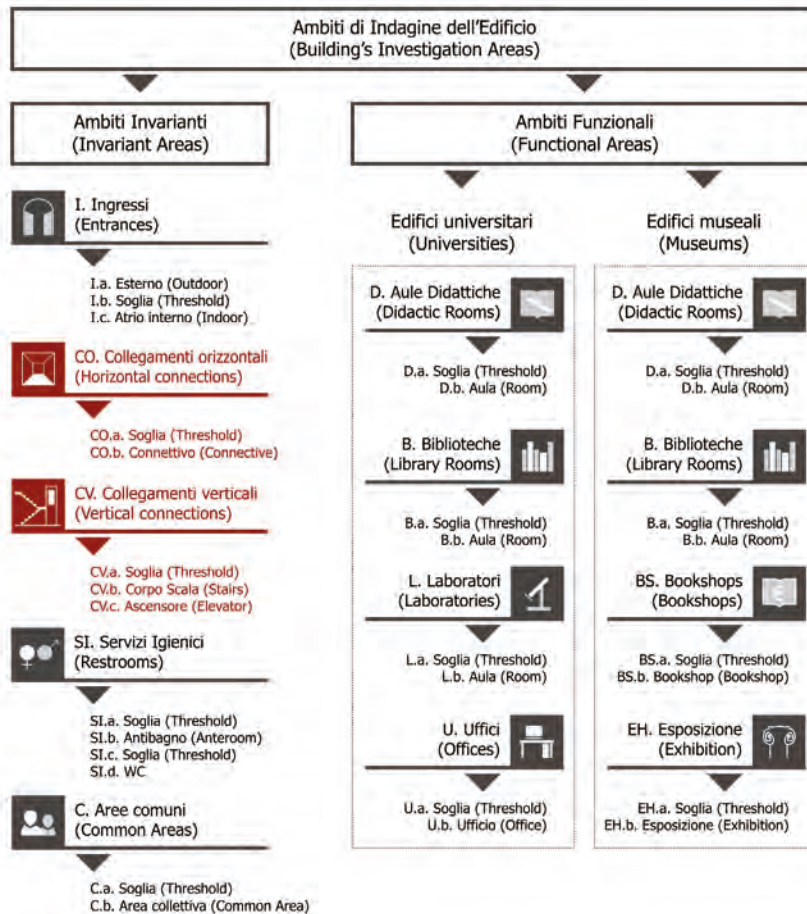 Ambiti di Indagine dell'Edificio
(Building's Investigation Areas)
Ambiti Invarianti
(Invariant Areas)
I. Ingressi
(Entrances)
I.a. Esterno (Outdoor)
I.b. Soglia (Threshold)
I.c. Atrio interno (Indoor)
CO. Collegamenti orizzontali
(Horizontal connections)
CO.a. Soglia (Threshold)
CO.b. Connettivo (Connective)
CV. Collegamenti verticali
(Vertical connections)
CV.a. Soglia (Threshold)
CV.b. Corpo Scala (Stairs)
CV.c. Ascensore (Elevator)
SI. Servizi Igienici
(Restrooms)
SI.a. Soglia (Threshold)
SI.b. Antibagno (Anteroom)
SI.c. Soglia (Threshold)
SI.d. WC
C. Aree comuni
(Common Areas)
C.a. Soglia (Threshold)
C.b. Area collettiva (Common Area)
Ambiti Funzionali
(Functional Areas)
Edifici universitari
(Universities)
D. Aule Didattiche
(Didactic Rooms)
D.a. Soglia (Threshold)
D.b. Aula (Room)
B. Biblioteche
(Library Rooms)
B.a. Soglia (Threshold)
B.b. Aula (Room)
L. Laboratori
(Laboratories)
L.a. Soglia (Threshold)
L.b. Aula (Room)
U. Uffici
(Offices)
U.a. Soglia (Threshold)
U.b. Ufficio (Office)
Edifici museali
(Museums)
D. Aule Didattiche
(Didactic Rooms)
D.a. Soglia (Threshold)
D.b. Aula (Room)
B. Biblioteche
(Library Rooms)
B.a. Soglia (Threshold)
B.b. Aula (Room)
BS. Bookshops
(Bookshops)
BS.a. Soglia (Threshold)
BS.b. Bookshop (Bookshop)
EH. Esposizione
(Exhibition)
EH.a. Soglia (Threshold)
EH.b. Esposizione (Exhibition)